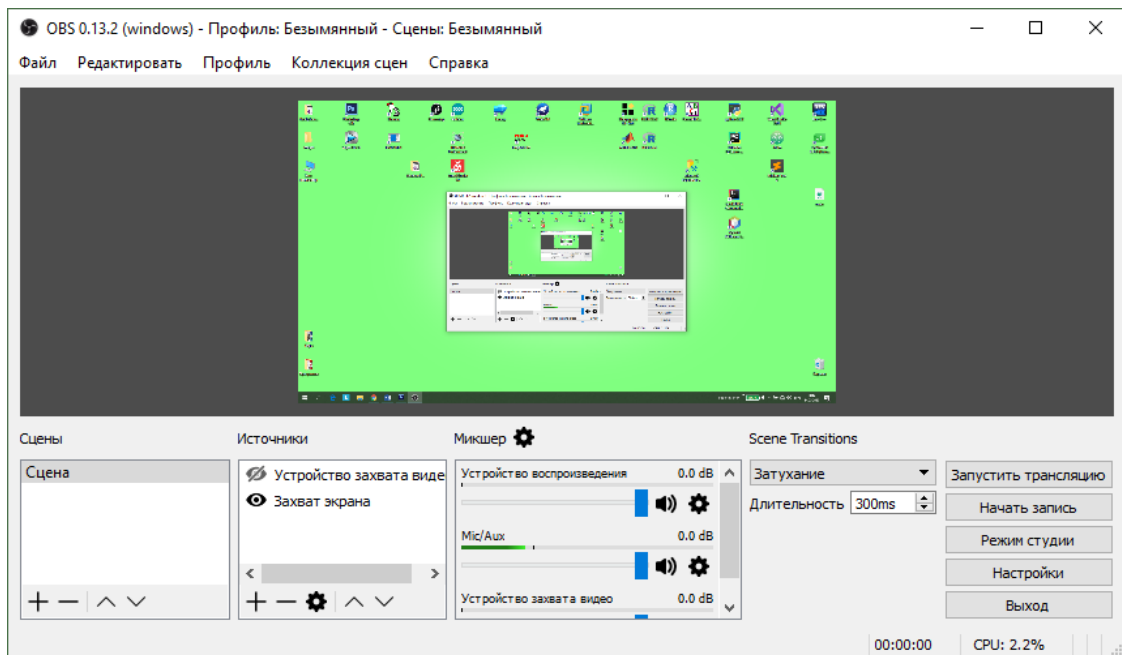 OBS 0.13.2 (windows) - Профиль: Безымянный - Сцены: Безымянный
Файл Редактировать Профиль Коллекция сцен Справка
Сцены
Источники
Микшер
Scene Transitions
Сцена
Устройство захвата виде
Захват экрана
Устройство воспроизведения 0.0 dB
Mic/Aux 0.0 dB
Устройство захвата видео 0.0 dB
Затухание
Длительность 300ms
Запустить трансляцию
Начать запись
Режим студии
Настройки
Выход
00:00:00 CPU: 2.2%